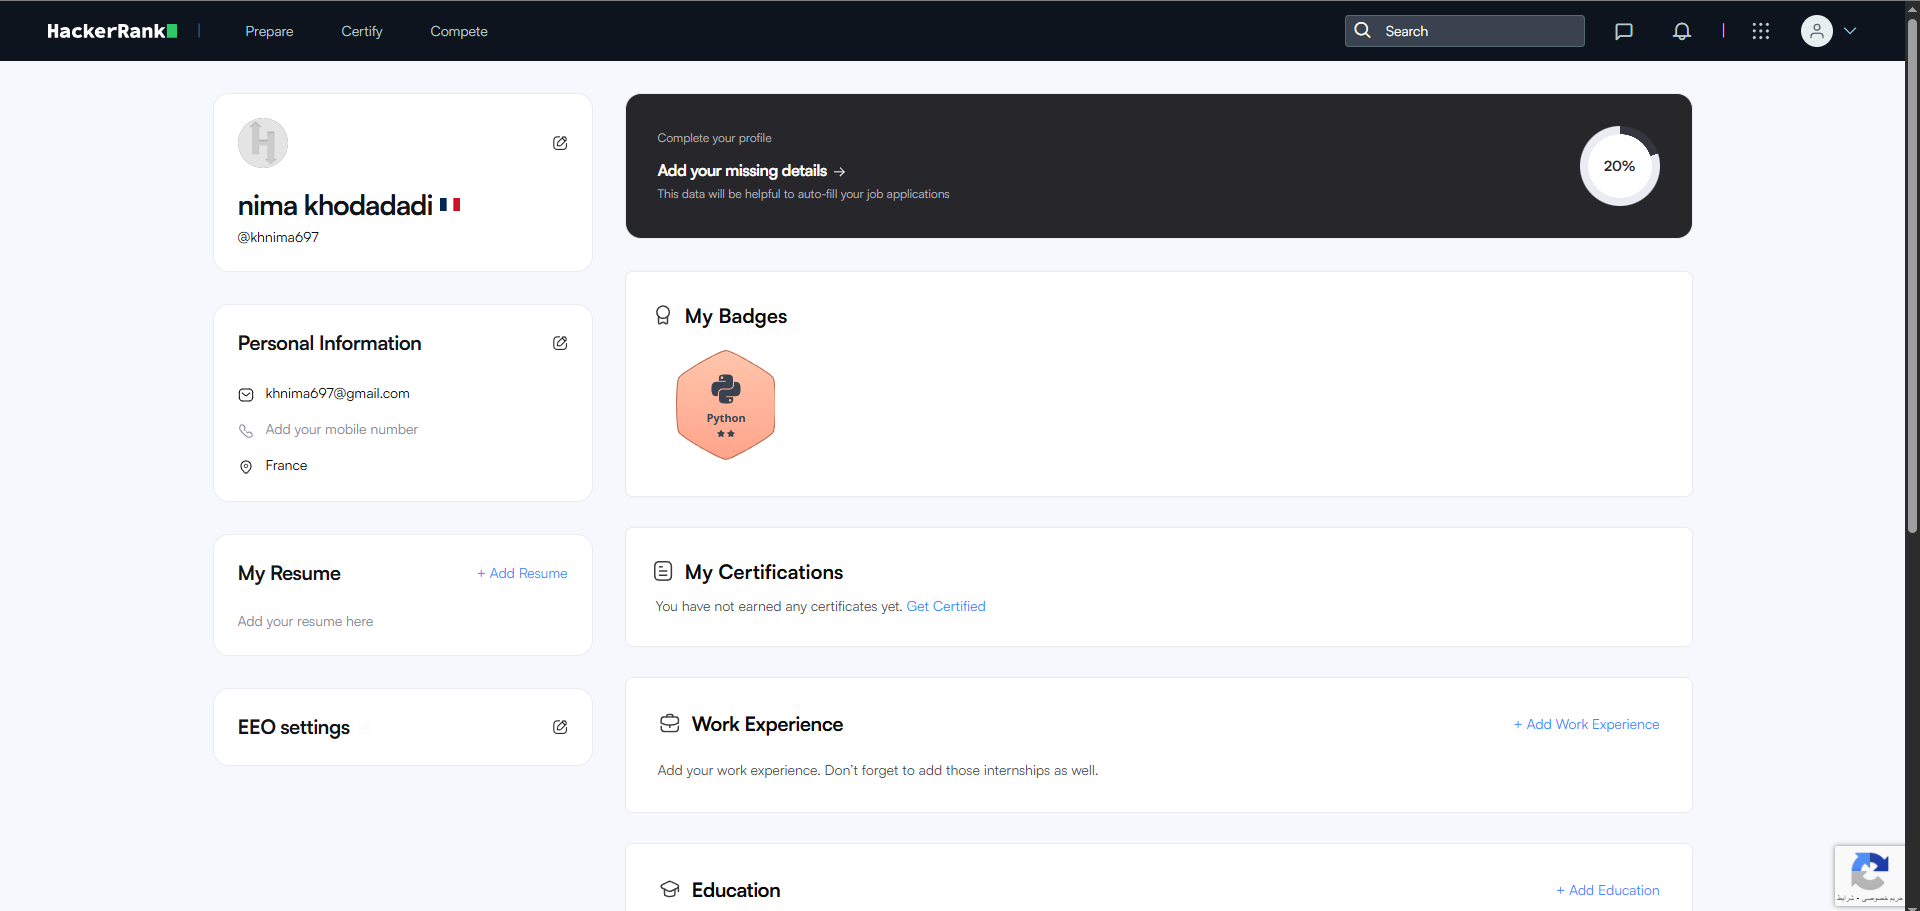 HackerRank
Prepare
Certify
Compete
Search
nima khodadadi
@khnima697
Personal Information
khnima697@gmail.com
Add your mobile number
France
My Resume
+ Add Resume
Add your resume here
EEO settings
Complete your profile
Add your missing details →
This data will be helpful to auto-fill your job applications
20%
My Badges
Python
My Certifications
You have not earned any certificates yet. Get Certified
Work Experience
+ Add Work Experience
Add your work experience. Don't forget to add those internships as well.
Education
+ Add Education
حریم خصوصی - شرایط